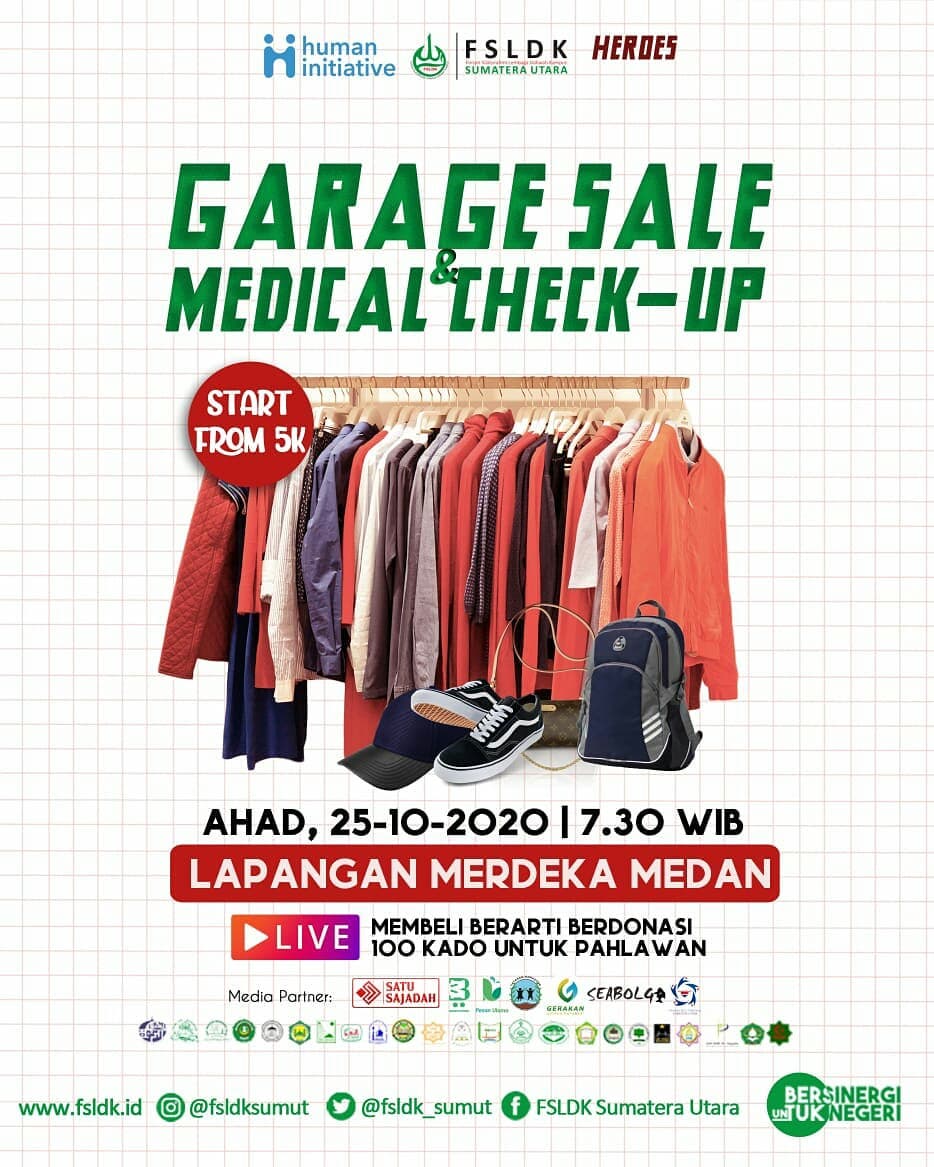 human
initiative
FSLDK
SUMATERA UTARA
HEROES
GARAGE SALE
&
MEDICAL CHECK-UP
START
FROM 5K
AHAD, 25-10-2020 | 7.30 WIB
LAPANGAN MERDEKA MEDAN
LIVE
MEMBELI BERARTI BERDONASI
100 KADO UNTUK PAHLAWAN
Media Partner:
SATU
SAJADAH
Pesan Utama
GERAKAN
www.fsldk.id @fsldksumut @fsldk_sumut FSLDK Sumatera Utara
BERSINERGI
UNTUK NEGERI